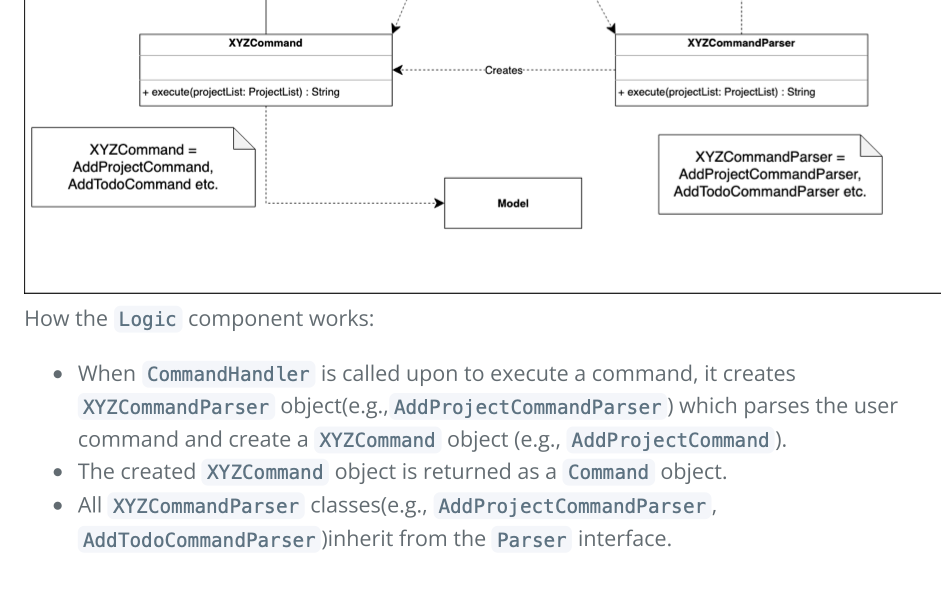 XYZCommand
XYZCommandParser
Creates
+ execute(projectList: ProjectList) : String
+ execute(projectList: ProjectList) : String
XYZCommand =
AddProjectCommand,
AddTodoCommand etc.
XYZCommandParser =
AddProjectCommandParser,
AddTodoCommandParser etc.
Model
How the Logic component works:
• When CommandHandler is called upon to execute a command, it creates
XYZCommandParser object(e.g., AddProjectCommandParser) which parses the user
command and create a XYZCommand object (e.g., AddProjectCommand).
• The created XYZCommand object is returned as a Command object.
• All XYZCommandParser classes(e.g., AddProjectCommandParser,
AddTodoCommandParser)inherit from the Parser interface.